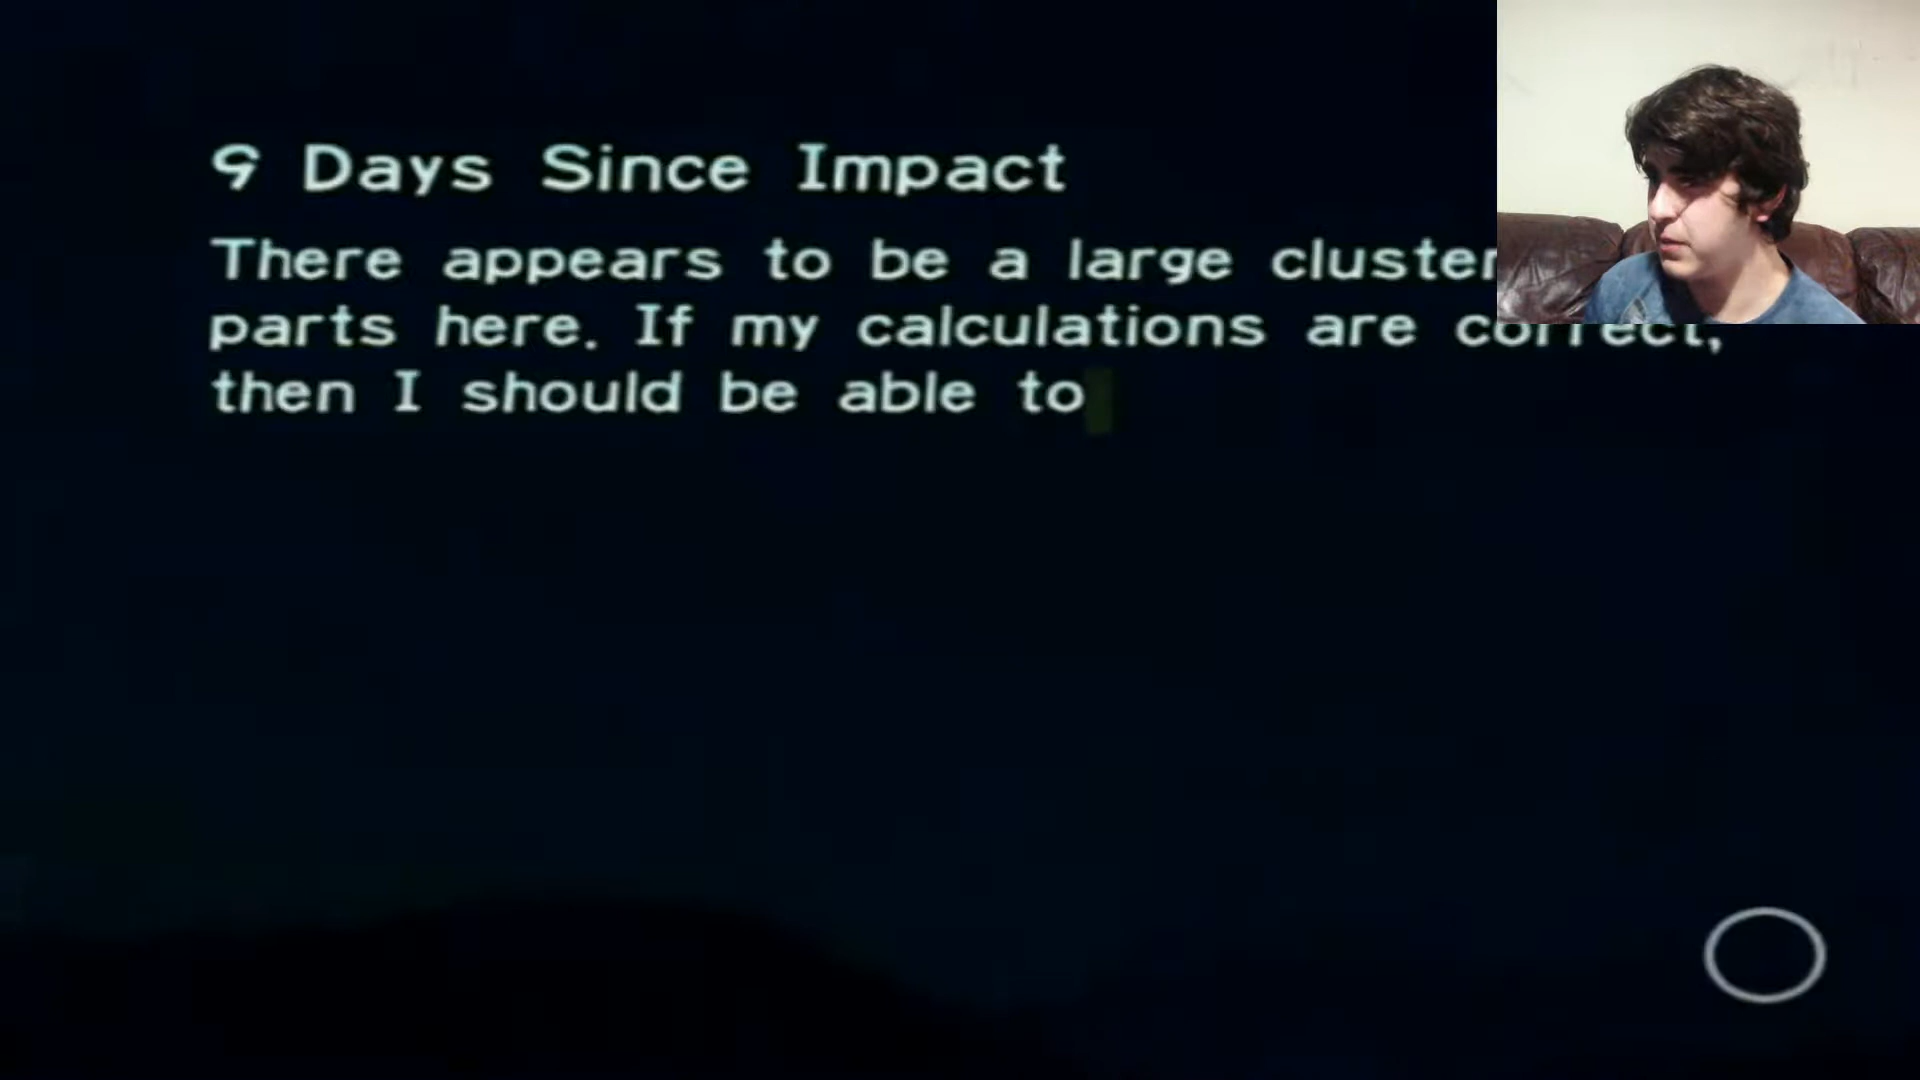 9 Days Since Impact
There appears to be a large cluster
parts here. If my calculations are correct,
then I should be able to